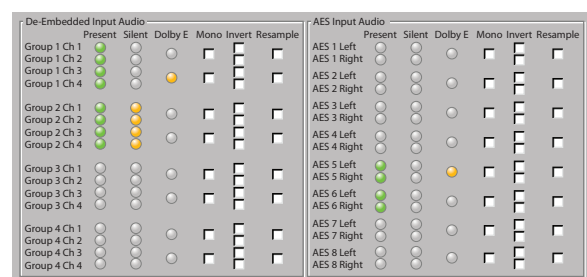 De-Embedded Input Audio
Present Silent Dolby E Mono Invert Resample
Group 1 Ch 1
Group 1 Ch 2
Group 1 Ch 3
Group 1 Ch 4
Group 2 Ch 1
Group 2 Ch 2
Group 2 Ch 3
Group 2 Ch 4
Group 3 Ch 1
Group 3 Ch 2
Group 3 Ch 3
Group 3 Ch 4
Group 4 Ch 1
Group 4 Ch 2
Group 4 Ch 3
Group 4 Ch 4
AES Input Audio
Present Silent Dolby E Mono Invert Resample
AES 1 Left
AES 1 Right
AES 2 Left
AES 2 Right
AES 3 Left
AES 3 Right
AES 4 Left
AES 4 Right
AES 5 Left
AES 5 Right
AES 6 Left
AES 6 Right
AES 7 Left
AES 7 Right
AES 8 Left
AES 8 Right